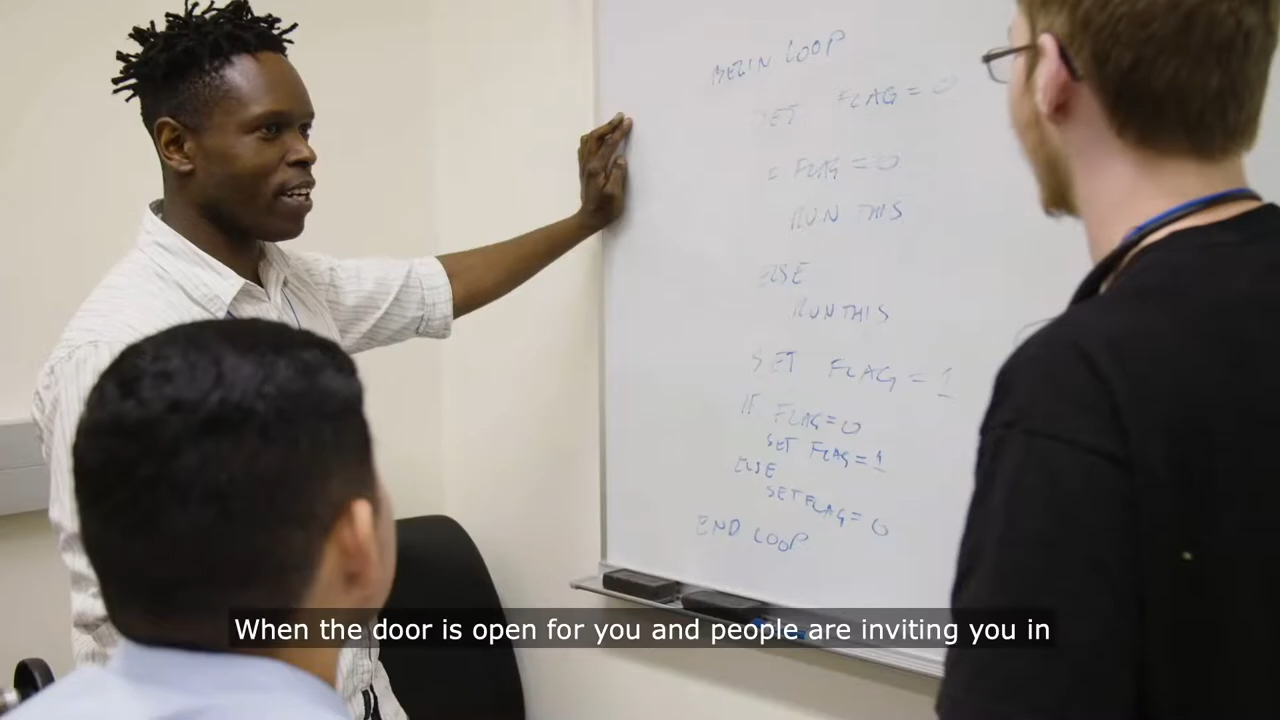 BEGIN LOOP
SET FLAG = 0
FLAG = 0
RUN THIS
ELSE
RUN THIS
SET FLAG = 1
IF FLAG = 0
SET FLAG = 1
ELSE
SET FLAG = 0
END LOOP
When the door is open for you and people are inviting you in